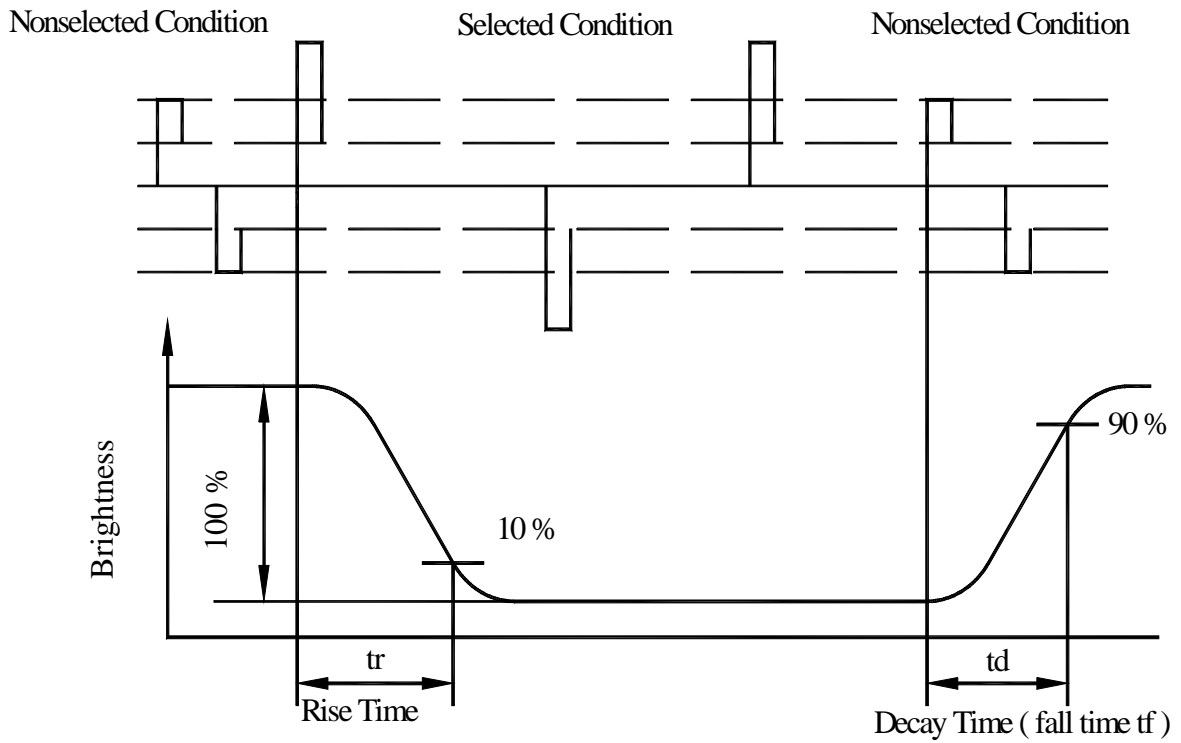 Nonselected Condition
Selected Condition
Nonselected Condition
90 %
Brightness
100 %
10 %
tr
td
Rise Time
Decay Time ( fall time tf )